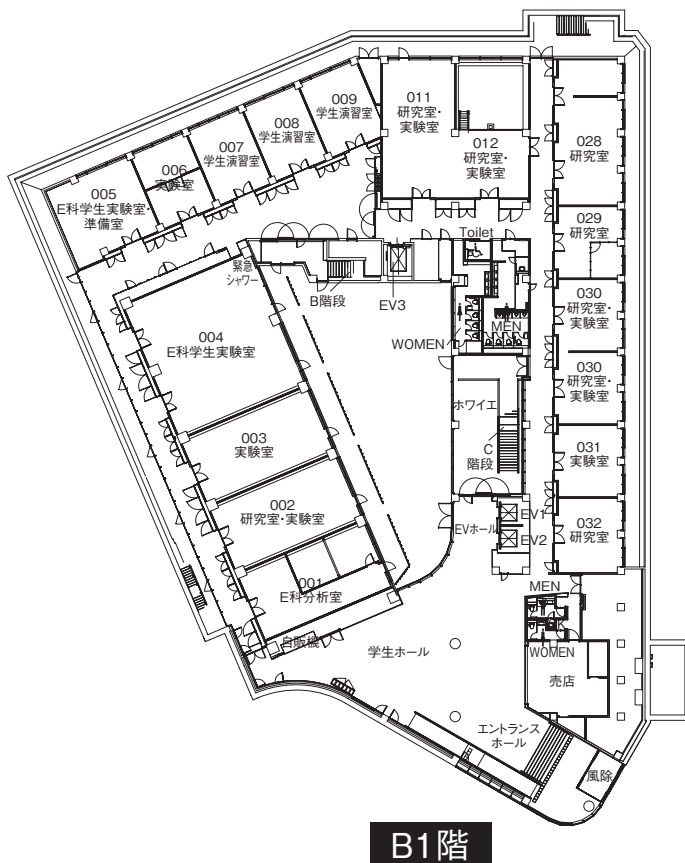 009
学生演習室
008
学生演習室
007
学生演習室
006
実験室
005
E科学生実験室・
準備室
011
研究室・
実験室
012
研究室・
実験室
028
研究室
029
研究室
030
研究室・
実験室
030
研究室・
実験室
031
実験室
032
研究室
Toilet
緊急
シャワー
B階段
EV3
WOMEN
MEN
004
E科学生実験室
003
実験室
002
研究室・実験室
001
E科分析室
自販機
ホワイエ
C
階段
EVホール
EV1
EV2
MEN
WOMEN
学生ホール
売店
エントランス
ホール
風除
B1階